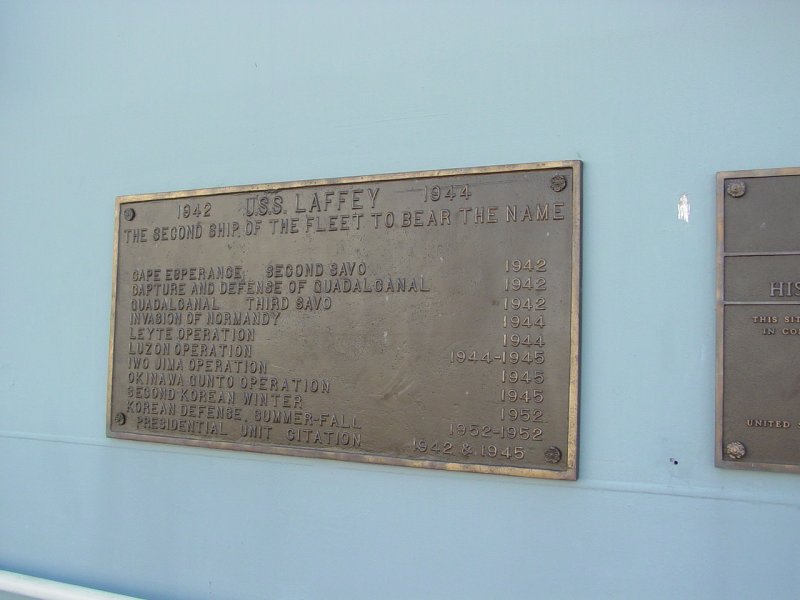 1942 U.S.S. LAFFEY 1944
THE SECOND SHIP OF THE FLEET TO BEAR THE NAME
CAPE ESPERANCE, SECOND SAVO 1942
CAPTURE AND DEFENSE OF GUADALCANAL 1942
GUADALCANAL THIRD SAVO 1942
INVASION OF NORMANDY 1944
LEYTE OPERATION 1944
LUZON OPERATION 1944-1945
IWO JIMA OPERATION 1945
OKINAWA GUNTO OPERATION 1945
SECOND KOREAN WINTER 1952
KOREAN DEFENSE, SUMMER-FALL 1952-1952
PRESIDENTIAL UNIT CITATION 1942 & 1945
HIS
THIS SIT
IN CO
UNITED S